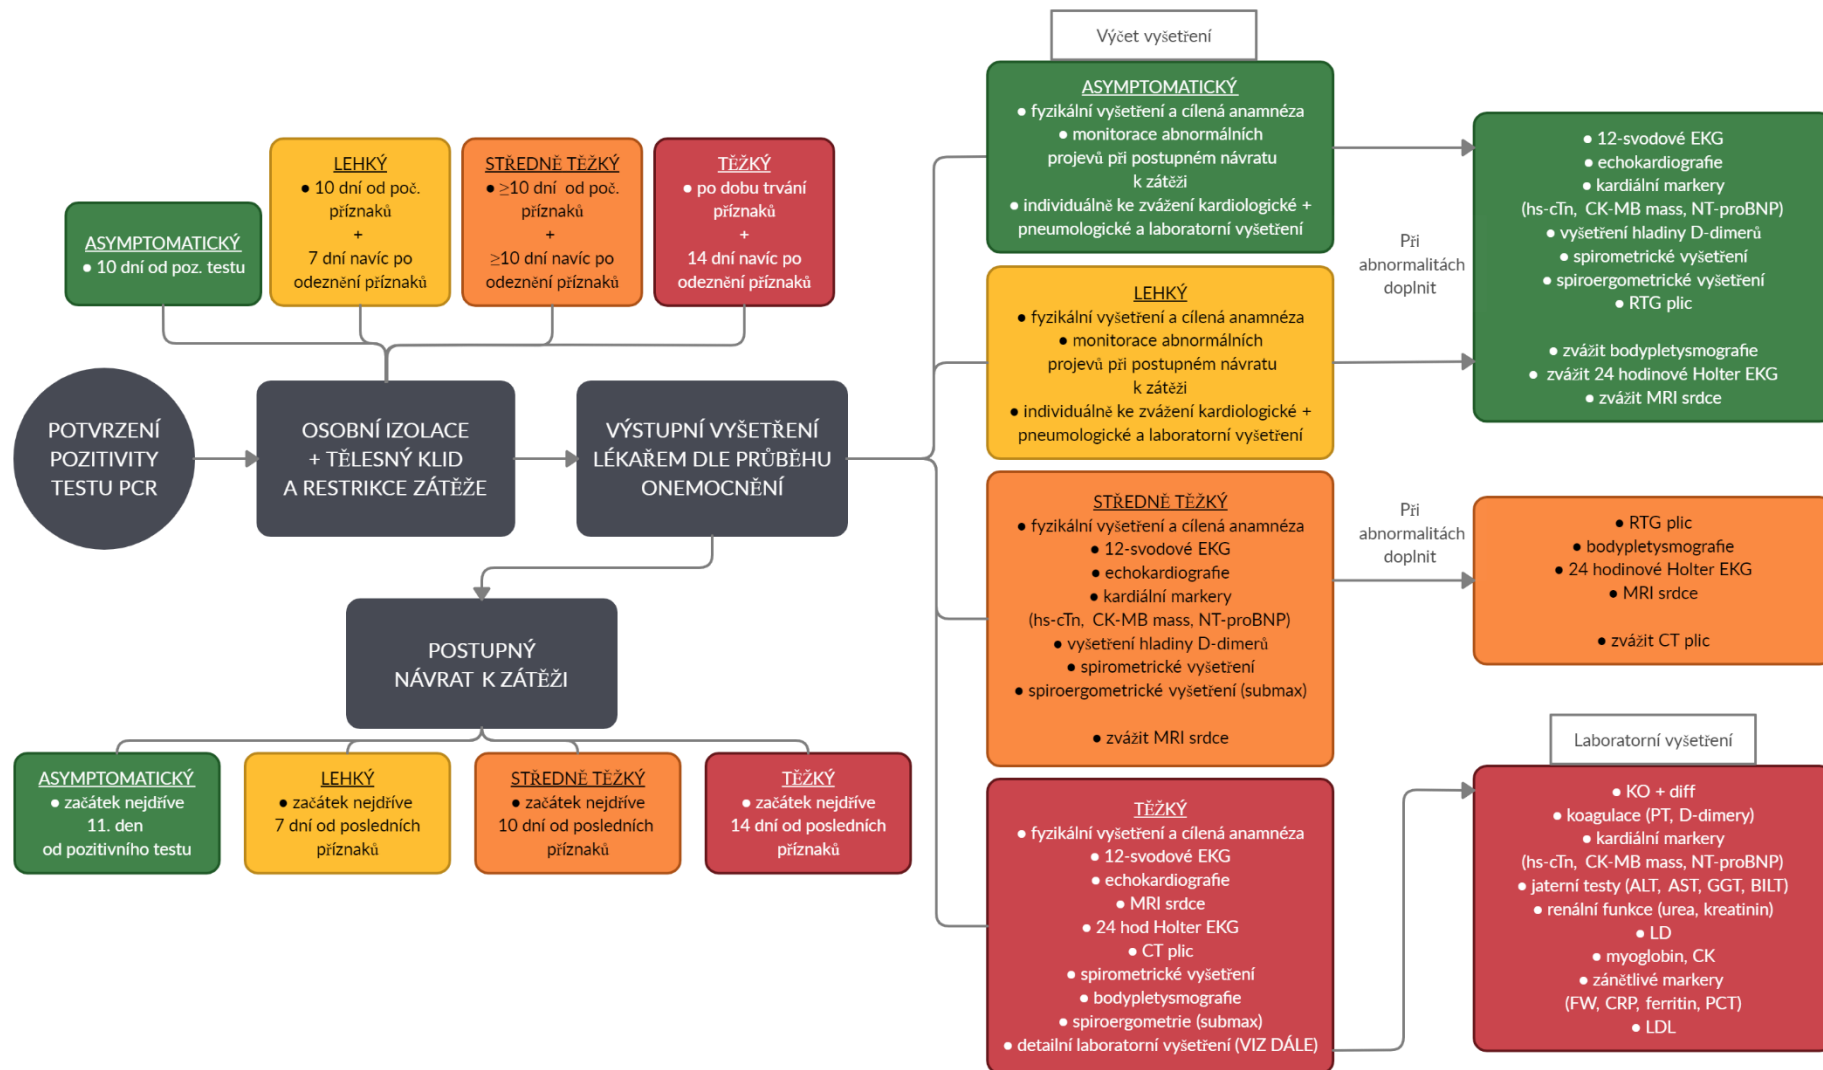 Výčet vyšetření
ASYMPTOMATICKÝ
● 10 dní od poz. testu
LEHKÝ
● 10 dní od poč.
příznaků
+
7 dní navíc po
odeznění příznaků
STŘEDNĚ TĚŽKÝ
● ≥10 dní od poč.
příznaků
+
≥10 dní navíc po
odeznění příznaků
TĚŽKÝ
● po dobu trvání
příznaků
+
14 dní navíc po
odeznění příznaků
POTVRZENÍ
POZITIVITY
TESTU PCR
OSOBNÍ IZOLACE
+ TĚLESNÝ KLID
A RESTRIKCE ZÁTĚŽE
VÝSTUPNÍ VYŠETŘENÍ
LÉKAŘEM DLE PRŮBĚHU
ONEMOCNĚNÍ
POSTUPNÝ
NÁVRAT K ZÁTĚŽI
ASYMPTOMATICKÝ
● začátek nejdříve
11. den
od pozitivního testu
LEHKÝ
● začátek nejdříve
7 dní od posledních
příznaků
STŘEDNĚ TĚŽKÝ
● začátek nejdříve
10 dní od posledních
příznaků
TĚŽKÝ
● začátek nejdříve
14 dní od posledních
příznaků
ASYMPTOMATICKÝ
● fyzikální vyšetření a cílená anamnéza
● monitorace abnormálních
projevů při postupném návratu
k zátěži
● individuálně ke zvážení kardiologické +
pneumologické a laboratorní vyšetření
LEHKÝ
● fyzikální vyšetření a cílená anamnéza
● monitorace abnormálních
projevů při postupném návratu
k zátěži
● individuálně ke zvážení kardiologické +
pneumologické a laboratorní vyšetření
Při
abnormalitách
doplnit
● 12-svodové EKG
● echokardiografie
● kardiální markery
(hs-cTn, CK-MB mass, NT-proBNP)
● vyšetření hladiny D-dimerů
● spirometrické vyšetření
● spiroergometrické vyšetření
● RTG plic
● zvážit bodypletysmografie
● zvážit 24 hodinové Holter EKG
● zvážit MRI srdce
STŘEDNĚ TĚŽKÝ
● fyzikální vyšetření a cílená anamnéza
● 12-svodové EKG
● echokardiografie
● kardiální markery
(hs-cTn, CK-MB mass, NT-proBNP)
● vyšetření hladiny D-dimerů
● spirometrické vyšetření
● spiroergometrické vyšetření (submax)
● zvážit MRI srdce
Při
abnormalitách
doplnit
● RTG plic
● bodypletysmografie
● 24 hodinové Holter EKG
● MRI srdce
● zvážit CT plic
TĚŽKÝ
● fyzikální vyšetření a cílená anamnéza
● 12-svodové EKG
● echokardiografie
● MRI srdce
● 24 hod Holter EKG
● CT plic
● spirometrické vyšetření
● bodypletysmografie
● spiroergometrie (submax)
● detailní laboratorní vyšetření (VIZ DÁLE)
Laboratorní vyšetření
● KO + diff
● koagulace (PT, D-dimery)
● kardiální markery
(hs-cTn, CK-MB mass, NT-proBNP)
● jaterní testy (ALT, AST, GGT, BILT)
● renální funkce (urea, kreatinin)
● LD
● myoglobin, CK
● zánětlivé markery
(FW, CRP, ferritin, PCT)
● LDL